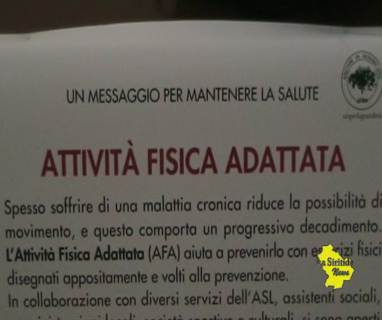 UN MESSAGGIO PER MANTENERE LA SALUTE
ATTIVITÀ FISICA ADATTATA
Spesso soffrire di una malattia cronica riduce la possibilità di
movimento, e questo comporta un progressivo decadimento.
L'Attività Fisica Adattata (AFA) aiuta a prevenirlo con esercizi fisici
disegnati appositamente e volti alla prevenzione.
In collaborazione con diversi servizi dell'ASL, assistenti sociali,
La Siritide
News